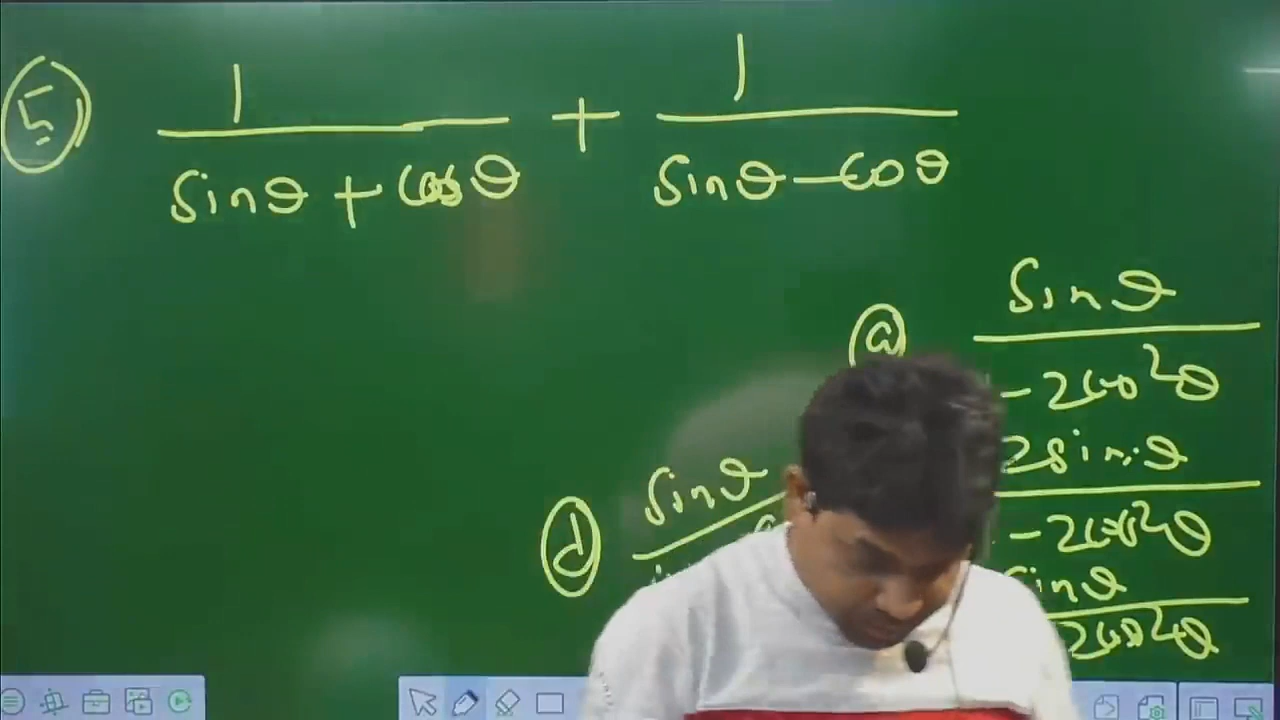 5 1/(sinθ + cosθ) + 1/(sinθ - cosθ)
a sinθ
-2cos²θ
2sinθ
-2cos²θ
d sinθ
sinθ
2cos²θ